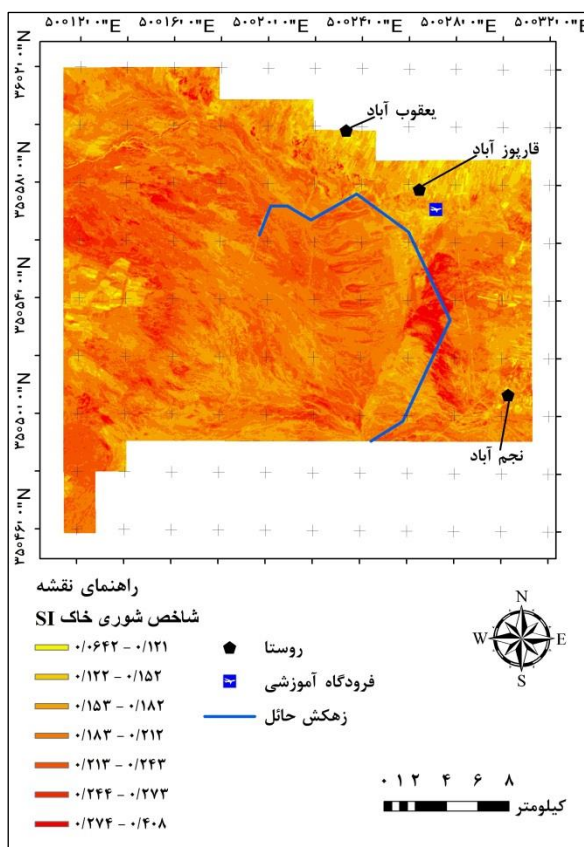 ۵۰°۱۲'۰"E ۵۰°۱۶'۰"E ۵۰°۲۰'۰"E ۵۰°۲۴'۰"E ۵۰°۲۸'۰"E ۵۰°۳۲'۰"E
۳۶°۲'۰"N
۳۵°۵۸'۰"N
۳۵°۵۴'۰"N
۳۵°۵۰'۰"N
۳۵°۴۶'۰"N
یعقوب آباد
قارپوز آباد
نجم آباد
راهنمای نقشه
شاخص شوری خاک SI
۰/۰۶۴۲ – ۰/۱۲۱
۰/۱۲۲ – ۰/۱۵۲
۰/۱۵۳ – ۰/۱۸۲
۰/۱۸۳ – ۰/۲۱۲
۰/۲۱۳ – ۰/۲۴۳
۰/۲۴۴ – ۰/۲۷۳
۰/۲۷۴ – ۰/۴۰۸
روستا
فرودگاه آموزشی
زهکش حائل
N
W E
S
۰ ۱ ۲ ۴ ۶ ۸
کیلومتر